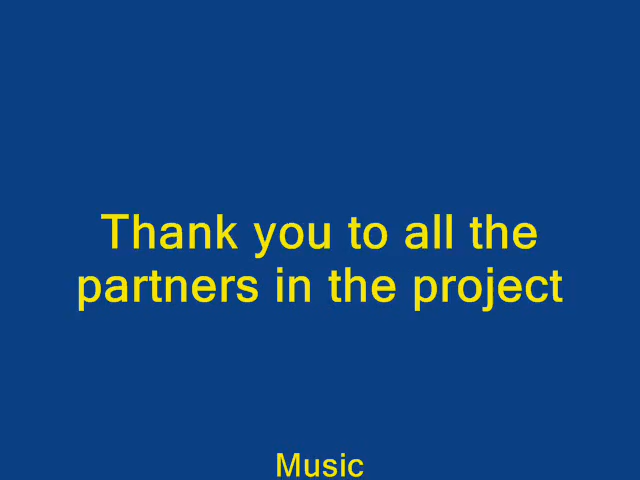 Thank you to all the
partners in the project
Music